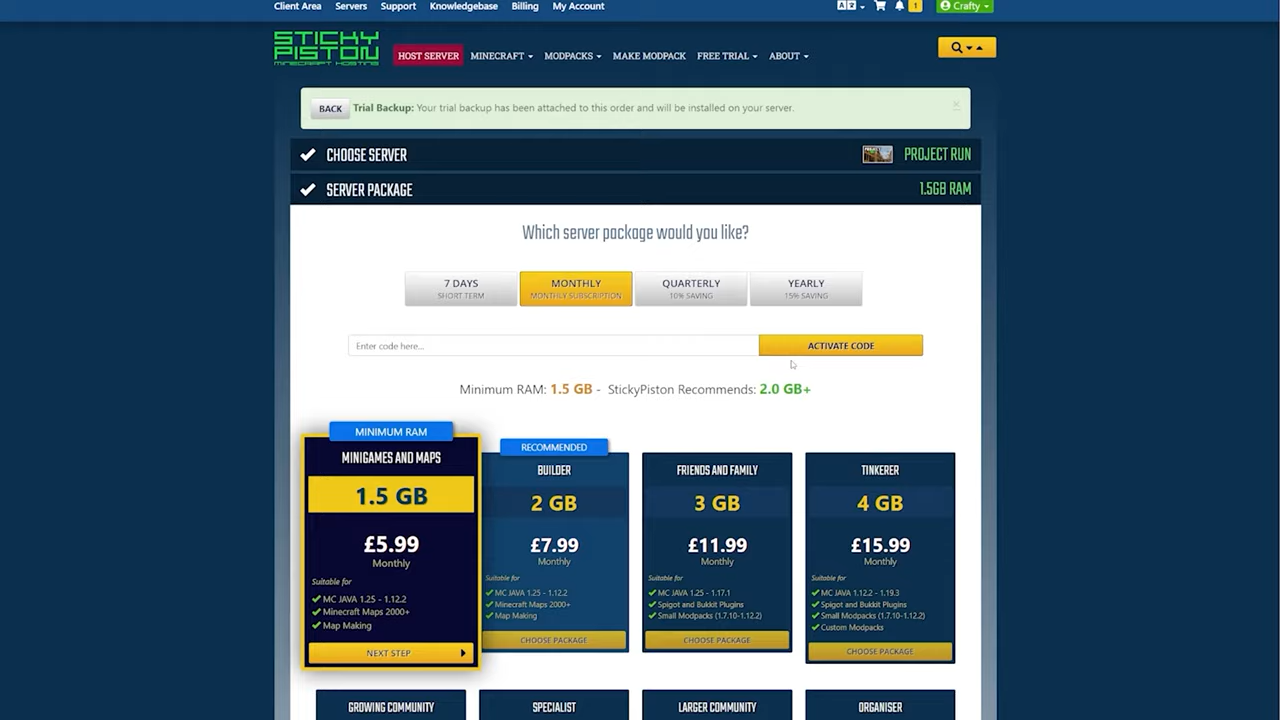 Client Area Servers Support Knowledgebase Billing My Account 1 Crafty
STICKY
PISTON
MINECRAFT HOSTING
HOST SERVER MINECRAFT MODPACKS MAKE MODPACK FREE TRIAL ABOUT
BACK Trial Backup: Your trial backup has been attached to this order and will be installed on your server.
CHOOSE SERVER PROJECT RUN
SERVER PACKAGE 1.5GB RAM
Which server package would you like?
7 DAYS MONTHLY QUARTERLY YEARLY
SHORT TERM MONTHLY SUBSCRIPTION 10% SAVING 15% SAVING
Enter code here... ACTIVATE CODE
Minimum RAM: 1.5 GB - StickyPiston Recommends: 2.0 GB+
MINIMUM RAM
MINIGAMES AND MAPS
1.5 GB
£5.99
Monthly
Suitable for
MC JAVA 1.25 - 1.12.2
Minecraft Maps 2000+
Map Making
NEXT STEP
RECOMMENDED
BUILDER
2 GB
£7.99
Monthly
Suitable for
MC JAVA 1.25 - 1.12.2
Minecraft Maps 2000+
Map Making
CHOOSE PACKAGE
FRIENDS AND FAMILY
3 GB
£11.99
Monthly
Suitable for
MC JAVA 1.25 - 1.17.1
Spigot and Bukkit Plugins
Small Modpacks (1.7.10-1.12.2)
CHOOSE PACKAGE
TINKERER
4 GB
£15.99
Monthly
Suitable for
MC JAVA 1.12.2 - 1.19.3
Spigot and Bukkit Plugins
Small Modpacks (1.7.10-1.12.2)
Custom Modpacks
CHOOSE PACKAGE
GROWING COMMUNITY SPECIALIST LARGER COMMUNITY ORGANISER